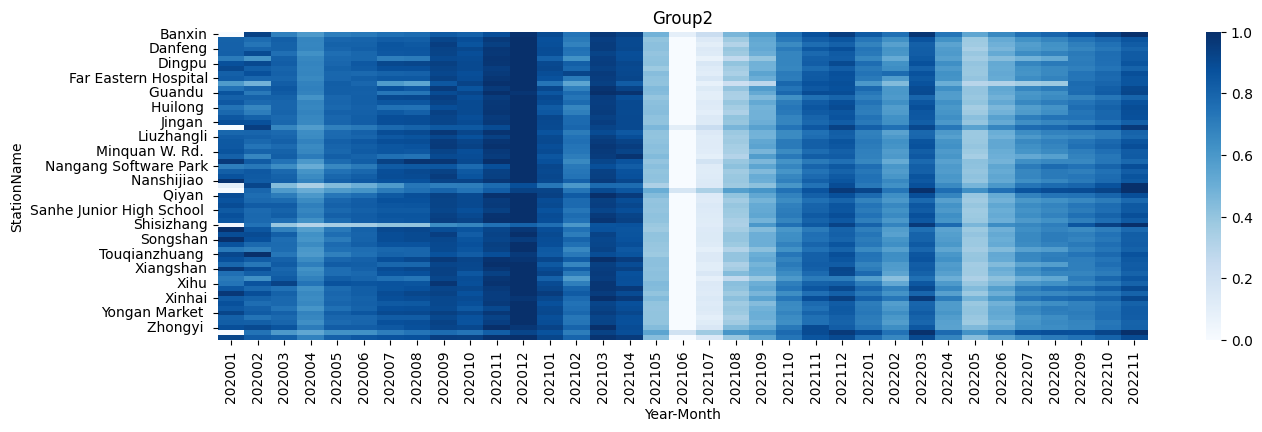 Group2
StationName
Banxin
Danfeng
Dingpu
Far Eastern Hospital
Guandu
Huilong
Jingan
Liuzhangli
Minquan W. Rd.
Nangang Software Park
Nanshijiao
Qiyan
Sanhe Junior High School
Shisizhang
Songshan
Touqianzhuang
Xiangshan
Xihu
Xinhai
Yongan Market
Zhongyi
1.0
0.8
0.6
0.4
0.2
0.0
202001
202002
202003
202004
202005
202006
202007
202008
202009
202010
202011
202012
202101
202102
202103
202104
202105
202106
202107
202108
202109
202110
202111
202112
202201
202202
202203
202204
202205
202206
202207
202208
202209
202210
202211
Year-Month